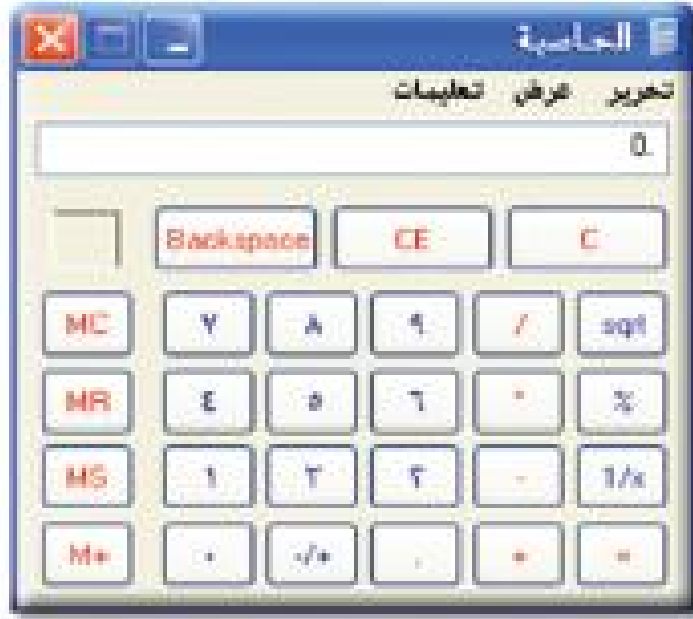 الحاسبة
تحرير عرض تعليمات
0.
Backspace CE C
MC ٧ ٨ ٩ / sqrt
MR ٤ ٥ ٦ * %
MS ١ ٢ ٣ - 1/x
M+ ٠ +/- . + =